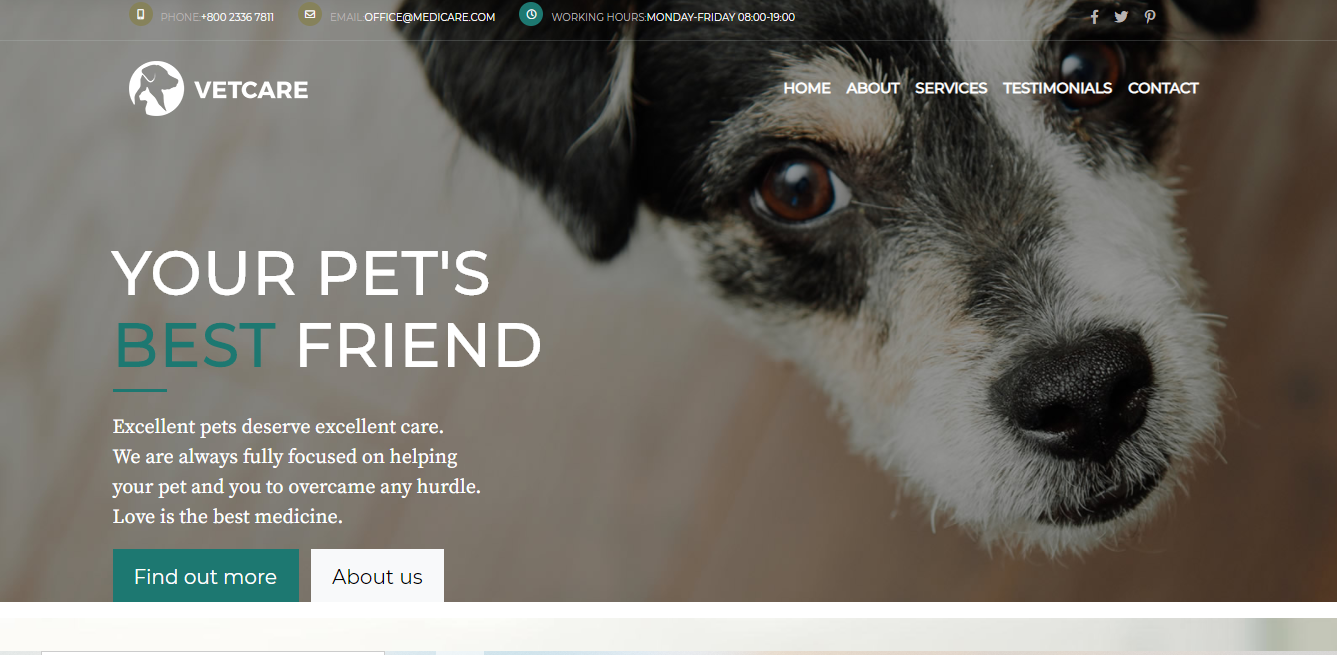 PHONE:+800 2336 7811 EMAIL:OFFICE@MEDICARE.COM WORKING HOURS:MONDAY-FRIDAY 08:00-19:00
VETCARE
HOME ABOUT SERVICES TESTIMONIALS CONTACT
YOUR PET'S
BEST FRIEND
Excellent pets deserve excellent care.
We are always fully focused on helping
your pet and you to overcame any hurdle.
Love is the best medicine.
Find out more About us